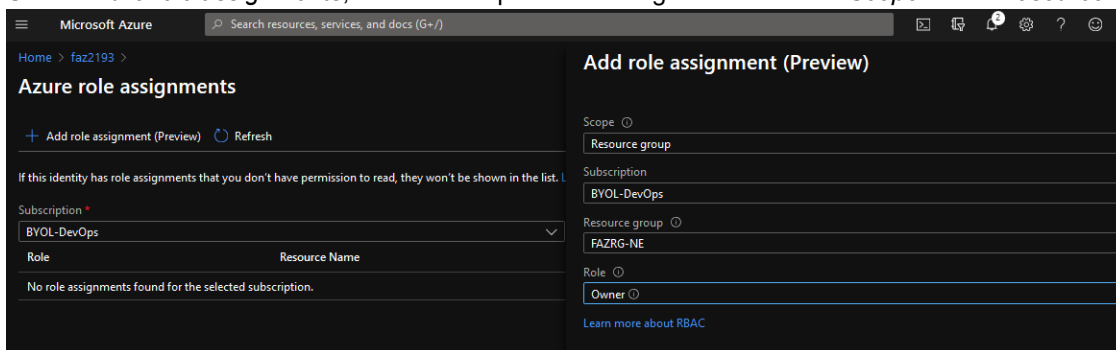 Microsoft Azure
Search resources, services, and docs (G+/)
2
Home > faz2193 >
Azure role assignments
+ Add role assignment (Preview) Refresh
If this identity has role assignments that you don't have permission to read, they won't be shown in the list.
Subscription *
BYOL-DevOps
Role Resource Name
No role assignments found for the selected subscription.
Add role assignment (Preview)
Scope
Resource group
Subscription
BYOL-DevOps
Resource group
FAZRG-NE
Role
Owner
Learn more about RBAC